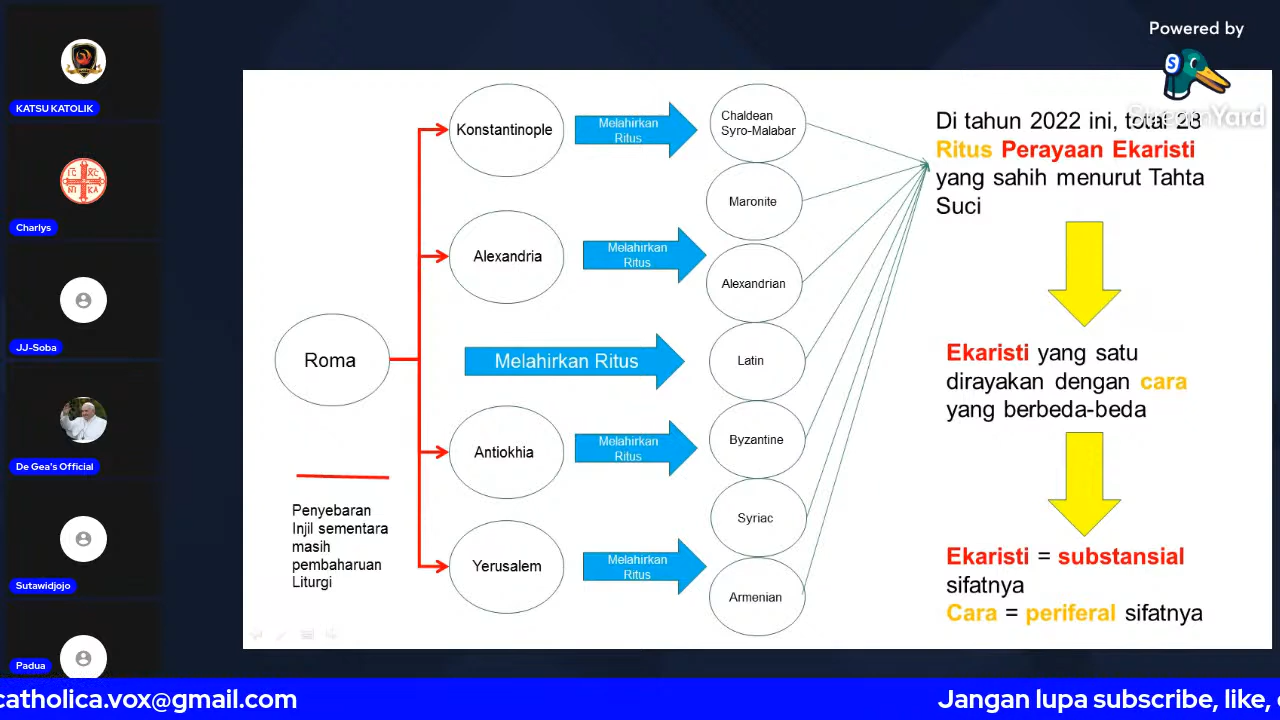 KATSU KATOLIK
Charlys
JJ-Soba
De Gea's Official
Sutawidjojo
Padua
Roma
Penyebaran
Injil sementara
masih
pembaharuan
Liturgi
Konstantinople
Alexandria
Antiokhia
Yerusalem
Melahirkan
Ritus
Melahirkan
Ritus
Melahirkan Ritus
Melahirkan
Ritus
Melahirkan
Ritus
Chaldean
Syro-Malabar
Maronite
Alexandrian
Latin
Byzantine
Syriac
Armenian
Powered by
StreamYard
Di tahun 2022 ini, total 28
Ritus Perayaan Ekaristi
yang sahih menurut Tahta
Suci
Ekaristi yang satu
dirayakan dengan cara
yang berbeda-beda
Ekaristi = substansial
sifatnya
Cara = periferal sifatnya
catholica.vox@gmail.com
Jangan lupa subscribe, like,